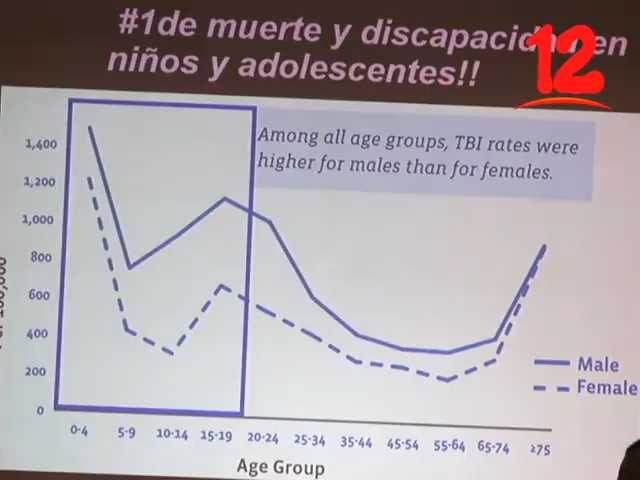 #1de muerte y discapacidad en
niños y adolescentes!!
12
Among all age groups, TBI rates were
higher for males than for females.
1,400
1,200
1,000
800
600
400
200
0
0-4 5-9 10-14 15-19 20-24 25-34 35-44 45-54 55-64 65-74 ≥75
Age Group
Male
Female